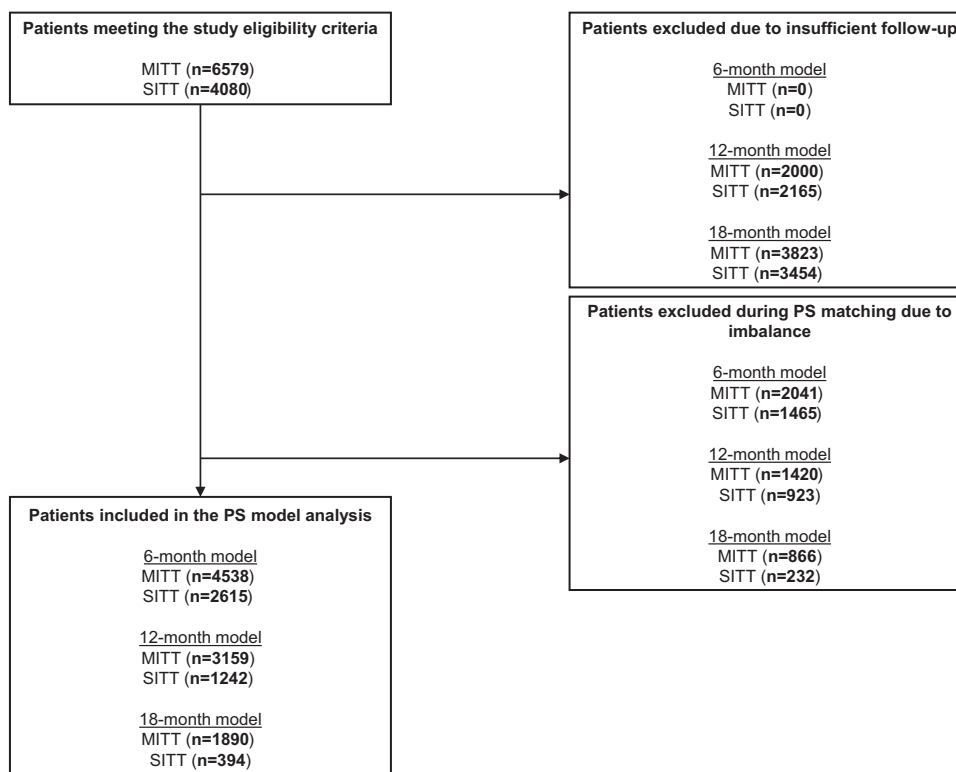 Patients meeting the study eligibility criteria
MITT (n=6579)
SITT (n=4080)
Patients excluded due to insufficient follow-up
6-month model
MITT (n=0)
SITT (n=0)
12-month model
MITT (n=2000)
SITT (n=2165)
18-month model
MITT (n=3823)
SITT (n=3454)
Patients excluded during PS matching due to
imbalance
6-month model
MITT (n=2041)
SITT (n=1465)
12-month model
MITT (n=1420)
SITT (n=923)
18-month model
MITT (n=866)
SITT (n=232)
Patients included in the PS model analysis
6-month model
MITT (n=4538)
SITT (n=2615)
12-month model
MITT (n=3159)
SITT (n=1242)
18-month model
MITT (n=1890)
SITT (n=394)